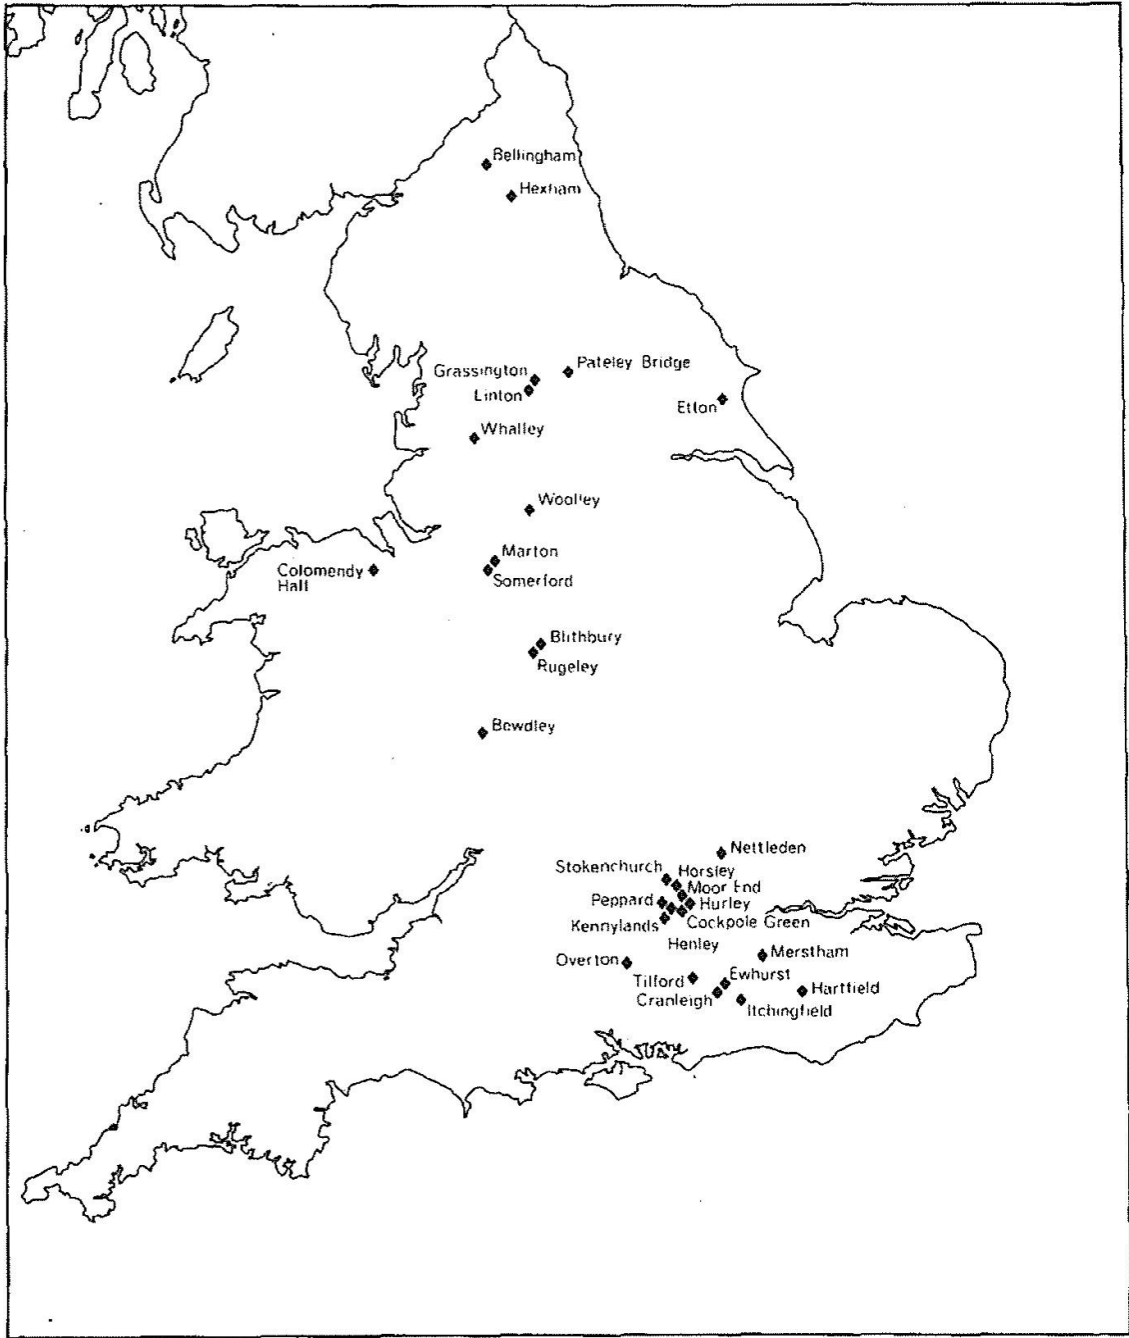 Bellingham
Hexham
Pateley Bridge
Grassington
Linton
Etton
Whalley
Woolley
Marton
Colomendy
Hall
Somerford
Blithbury
Rugeley
Bewdley
Nettleden
Stokenchurch
Horsley
Moor End
Peppard
Hurley
Cockpole Green
Kennylands
Henley
Merstham
Overton
Ewhurst
Tilford
Hartfield
Cranleigh
Itchingfield